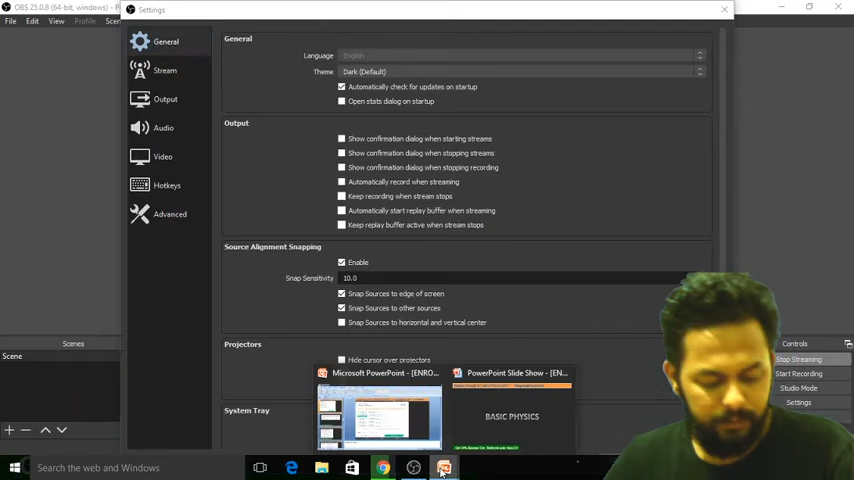 OBS 25.0.8 (64-bit, windows) - P
Settings
File Edit View Profile Scen
General
Stream
Output
Audio
Video
Hotkeys
Advanced
General
Language English
Theme Dark (Default)
Automatically check for updates on startup
Open stats dialog on startup
Output
Show confirmation dialog when starting streams
Show confirmation dialog when stopping streams
Show confirmation dialog when stopping recording
Automatically record when streaming
Keep recording when stream stops
Automatically start replay buffer when streaming
Keep replay buffer active when stream stops
Source Alignment Snapping
Enable
Snap Sensitivity 10.0
Snap Sources to edge of screen
Snap Sources to other sources
Snap Sources to horizontal and vertical center
Projectors
Hide cursor over projectors
System Tray
Scenes
Scene
Controls
Stop Streaming
Start Recording
Studio Mode
Settings
Microsoft PowerPoint - [ENRO...
PowerPoint Slide Show - [EN...
BASIC PHYSICS
Search the web and Windows